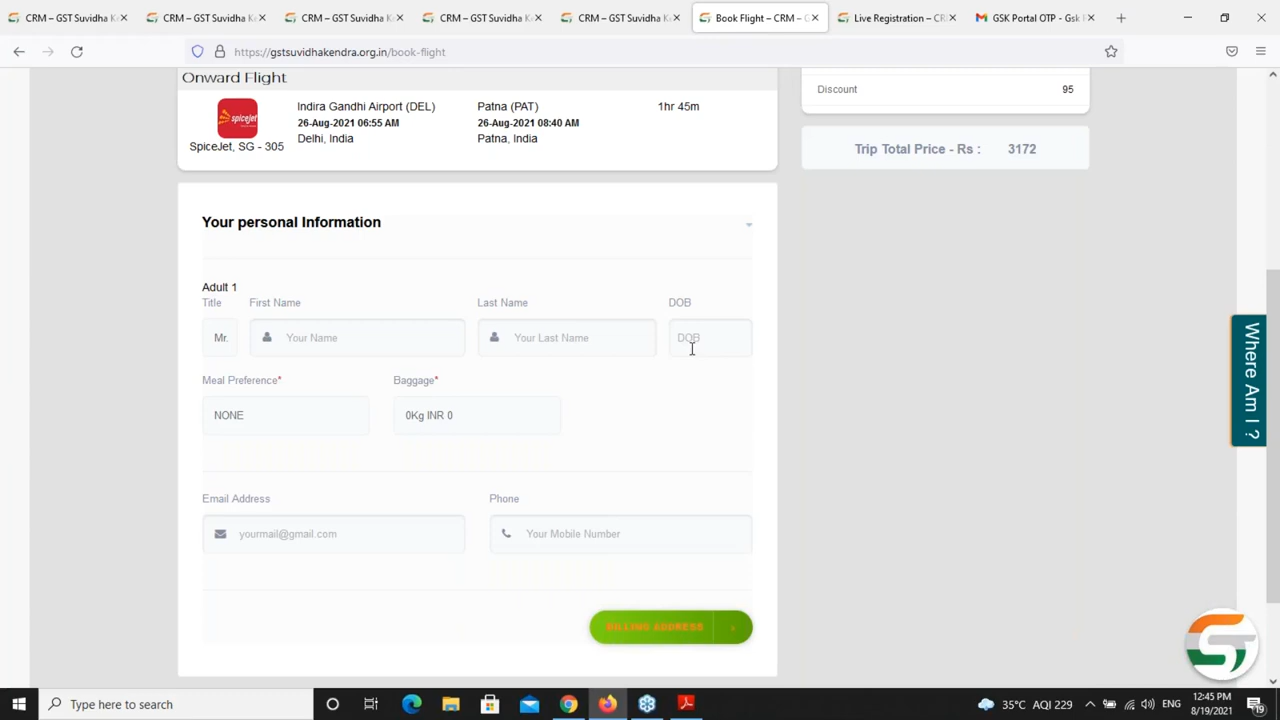 CRM – GST Suvidha Ke
CRM – GST Suvidha Ke
CRM – GST Suvidha Ke
CRM – GST Suvidha Ke
CRM – GST Suvidha Ke
Book Flight – CRM – G
Live Registration – CR
GSK Portal OTP - Gsk
https://gstsuvidhakendra.org.in/book-flight
Onward Flight
spicejet
SpiceJet, SG - 305
Indira Gandhi Airport (DEL)
26-Aug-2021 06:55 AM
Delhi, India
Patna (PAT)
26-Aug-2021 08:40 AM
Patna, India
1hr 45m
Discount 95
Trip Total Price - Rs : 3172
Your personal Information
Adult 1
Title First Name Last Name DOB
Mr. Your Name Your Last Name DOB
Meal Preference* Baggage*
NONE 0Kg INR 0
Email Address Phone
yourmail@gmail.com Your Mobile Number
BILLING ADDRESS
Where Am I ?
Type here to search
35°C AQI 229
ENG
12:45 PM
8/19/2021
19